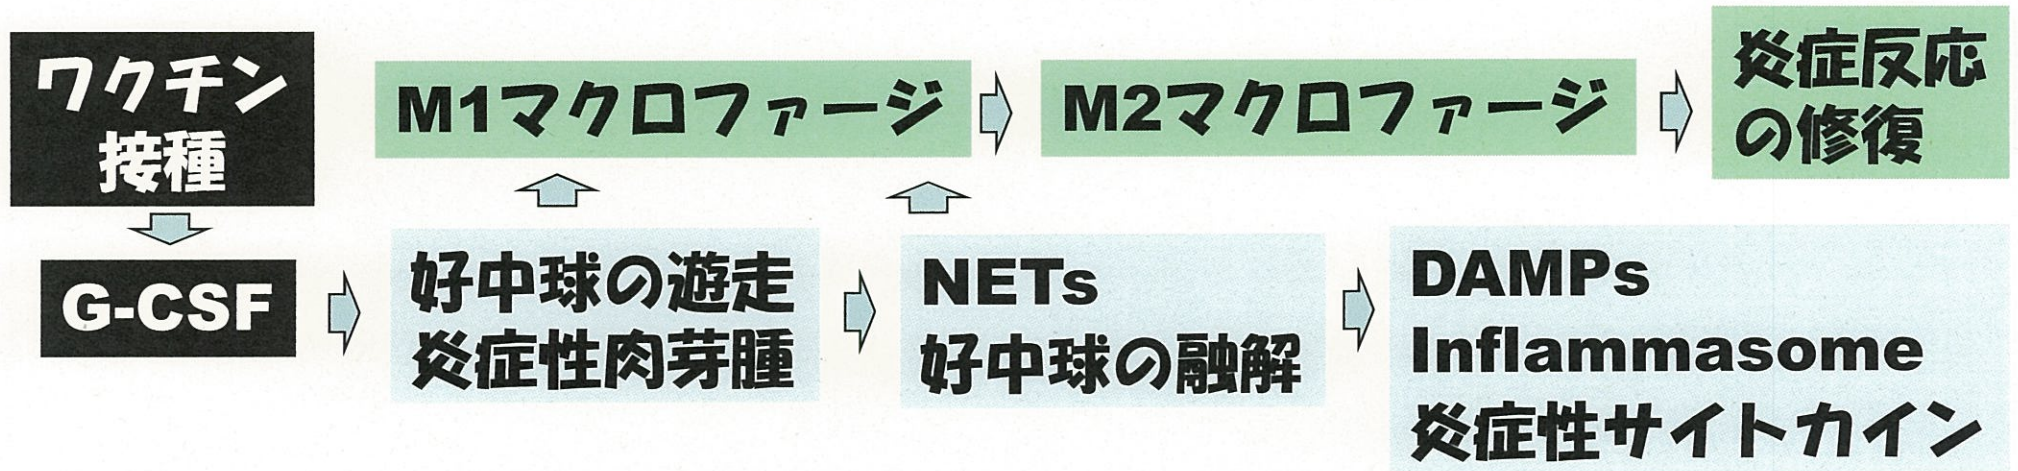 ワクチン
接種
M1マクロファージ
M2マクロファージ
炎症反応
の修復
G-CSF
好中球の遊走
炎症性肉芽腫
NETs
好中球の融解
DAMPs
Inflammasome
炎症性サイトカイン